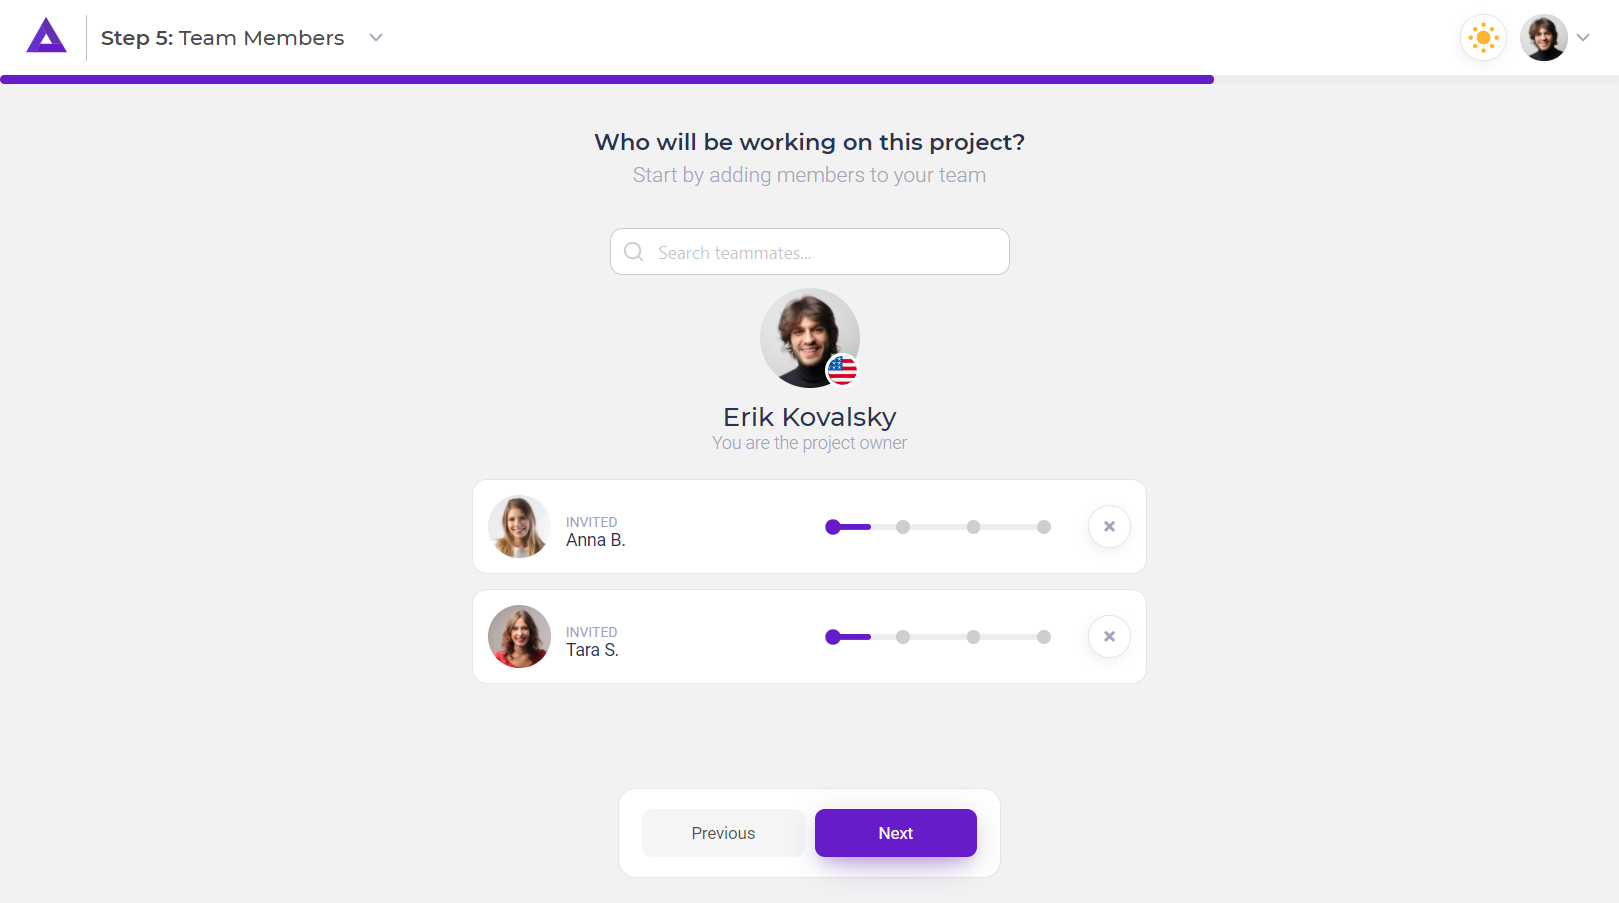 Step 5: Team Members
Who will be working on this project?
Start by adding members to your team
Search teammates...
Erik Kovalsky
You are the project owner
INVITED
Anna B.
INVITED
Tara S.
Previous
Next